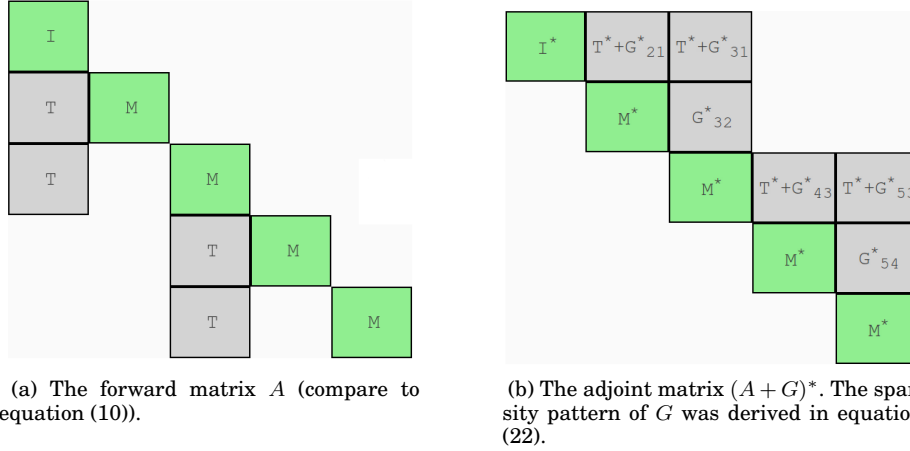 I
T M
T M
T M
T M
(a) The forward matrix A (compare to
equation (10)).
I* T*+G*21 T*+G*31
M* G*32
M* T*+G*43 T*+G*53
M* G*54
M*
(b) The adjoint matrix (A + G)*. The spar-
sity pattern of G was derived in equation
(22).